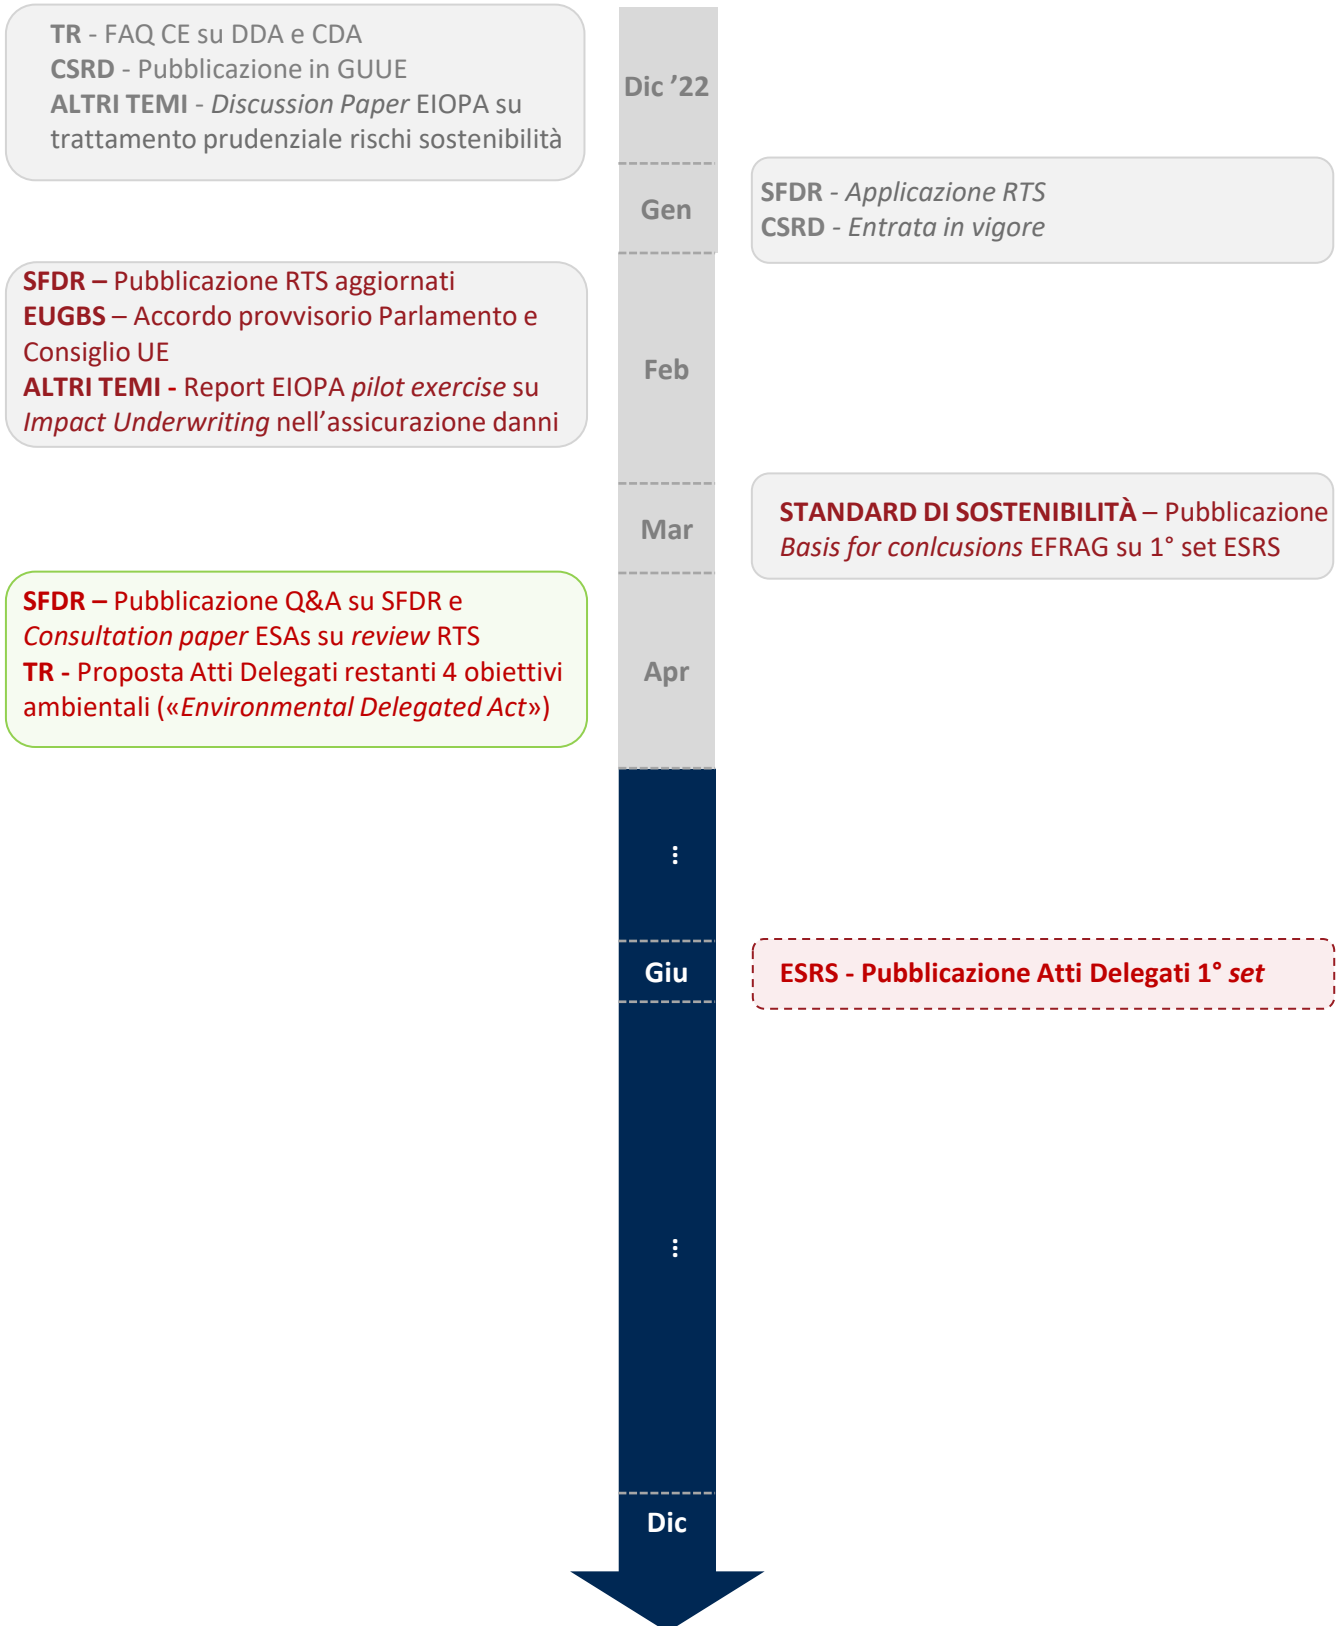 TR - FAQ CE su DDA e CDA
CSRD - Pubblicazione in GUUE
ALTRI TEMI - Discussion Paper EIOPA su
trattamento prudenziale rischi sostenibilità
Dic ’22
Gen
SFDR - Applicazione RTS
CSRD - Entrata in vigore
SFDR – Pubblicazione RTS aggiornati
EUGBS – Accordo provvisorio Parlamento e
Consiglio UE
ALTRI TEMI - Report EIOPA pilot exercise su
Impact Underwriting nell’assicurazione danni
Feb
Mar
STANDARD DI SOSTENIBILITÀ – Pubblicazione
Basis for conlcusions EFRAG su 1° set ESRS
SFDR – Pubblicazione Q&A su SFDR e
Consultation paper ESAs su review RTS
TR - Proposta Atti Delegati restanti 4 obiettivi
ambientali («Environmental Delegated Act»)
Apr
…
Giu
ESRS - Pubblicazione Atti Delegati 1° set
…
Dic